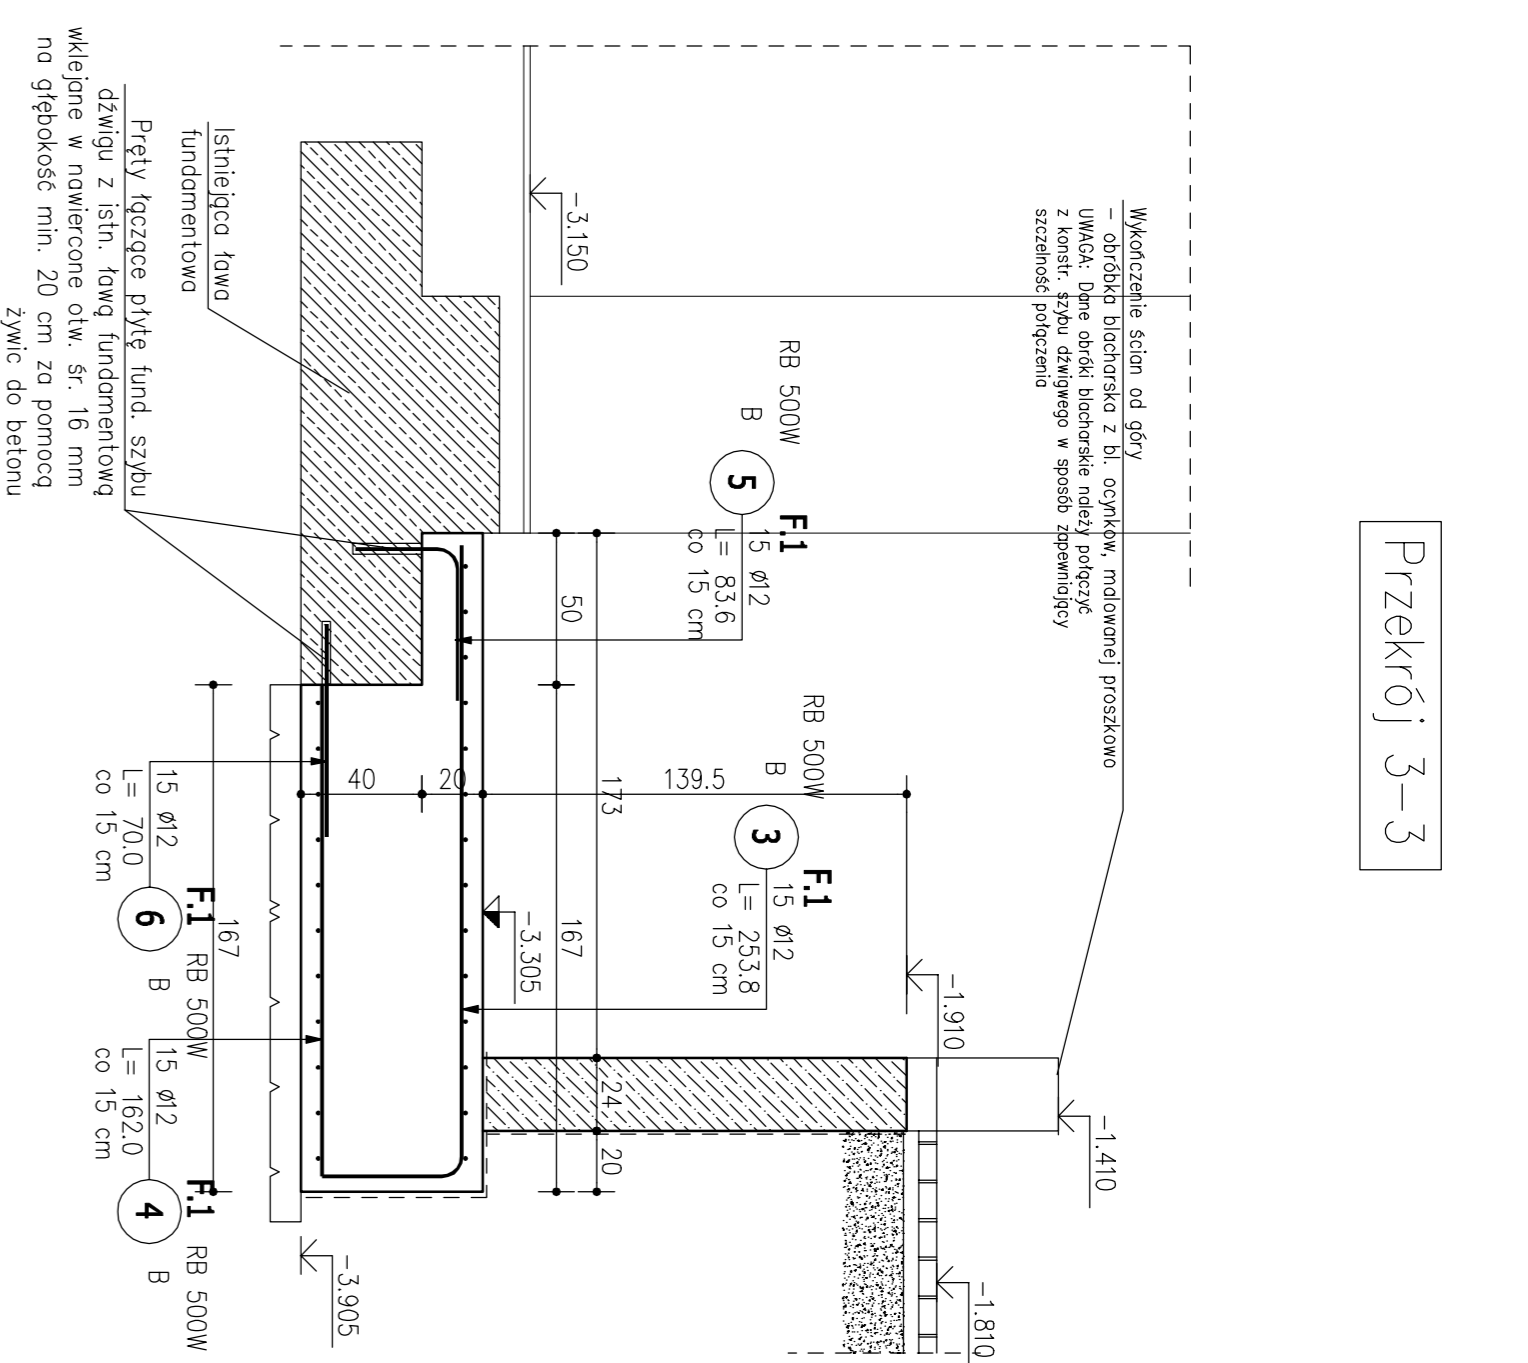 Przekrój 3-3
Wykończenie ścian od góry
- obróbka blacharska z bl. ocynkow, malowanej proszkowo
UWAGA: Dane obróki blacharskie należy połączyć
z konstr. szybu dźwigwego w sposób zapewniający
szczelność połączenia
-1.410
-1.810
-1.910
RB 500W
B
3
F.1
15 ø12
L= 253.8
co 15 cm
RB 500W
B
5
F.1
15 ø12
L= 83.6
co 15 cm
139.5
-3.150
173
24
20
50
167
-3.305
20
40
-3.905
167
Istniejąca ława
fundamentowa
Pręty łączące płytę fund. szybu
dźwigu z istn. ławą fundamentową
wklejane w nawiercone otw. śr. 16 mm
na głębokość min. 20 cm za pomocą
żywic do betonu
15 ø12
L= 70.0
co 15 cm
F.1
6
RB 500W
B
15 ø12
L= 162.0
co 15 cm
F.1
4
RB 500W
B